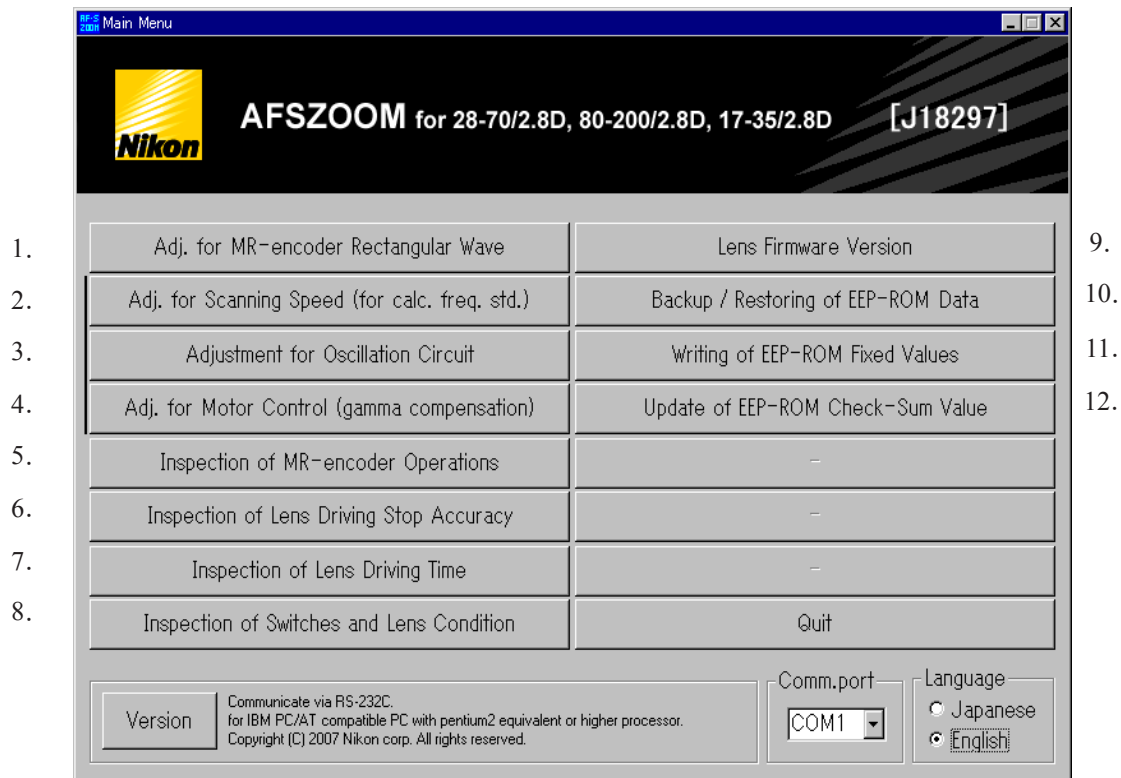 AF-S
ZOOM Main Menu
Nikon
AFSZOOM for 28-70/2.8D, 80-200/2.8D, 17-35/2.8D [J18297]
1. Adj. for MR-encoder Rectangular Wave
2. Adj. for Scanning Speed (for calc. freq. std.)
3. Adjustment for Oscillation Circuit
4. Adj. for Motor Control (gamma compensation)
5. Inspection of MR-encoder Operations
6. Inspection of Lens Driving Stop Accuracy
7. Inspection of Lens Driving Time
8. Inspection of Switches and Lens Condition
Lens Firmware Version 9.
Backup / Restoring of EEP-ROM Data 10.
Writing of EEP-ROM Fixed Values 11.
Update of EEP-ROM Check-Sum Value 12.
-
-
-
Quit
Version
Communicate via RS-232C.
for IBM PC/AT compatible PC with pentium2 equivalent or higher processor.
Copyright (C) 2007 Nikon corp. All rights reserved.
Comm.port
COM1
Language
Japanese
English